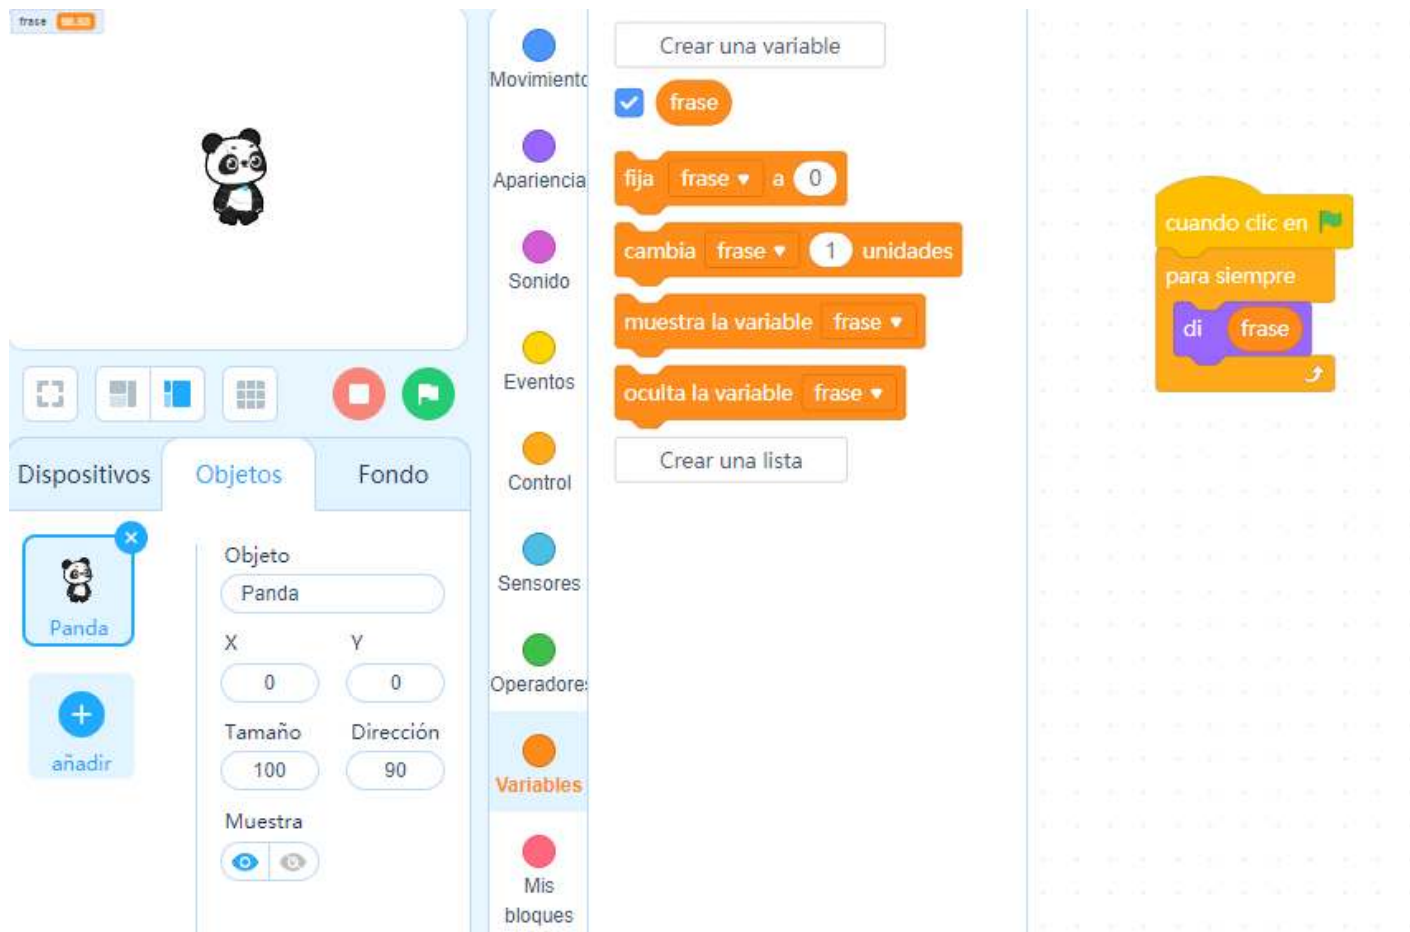 frase
Movimiento
Apariencia
Sonido
Eventos
Control
Sensores
Operadores
Variables
Mis
bloques
Crear una variable
frase
fija frase a 0
cambia frase 1 unidades
muestra la variable frase
oculta la variable frase
Crear una lista
cuando clic en
para siempre
di frase
Dispositivos
Objetos
Fondo
Panda
añadir
Objeto
Panda
X Y
0 0
Tamaño Dirección
100 90
Muestra